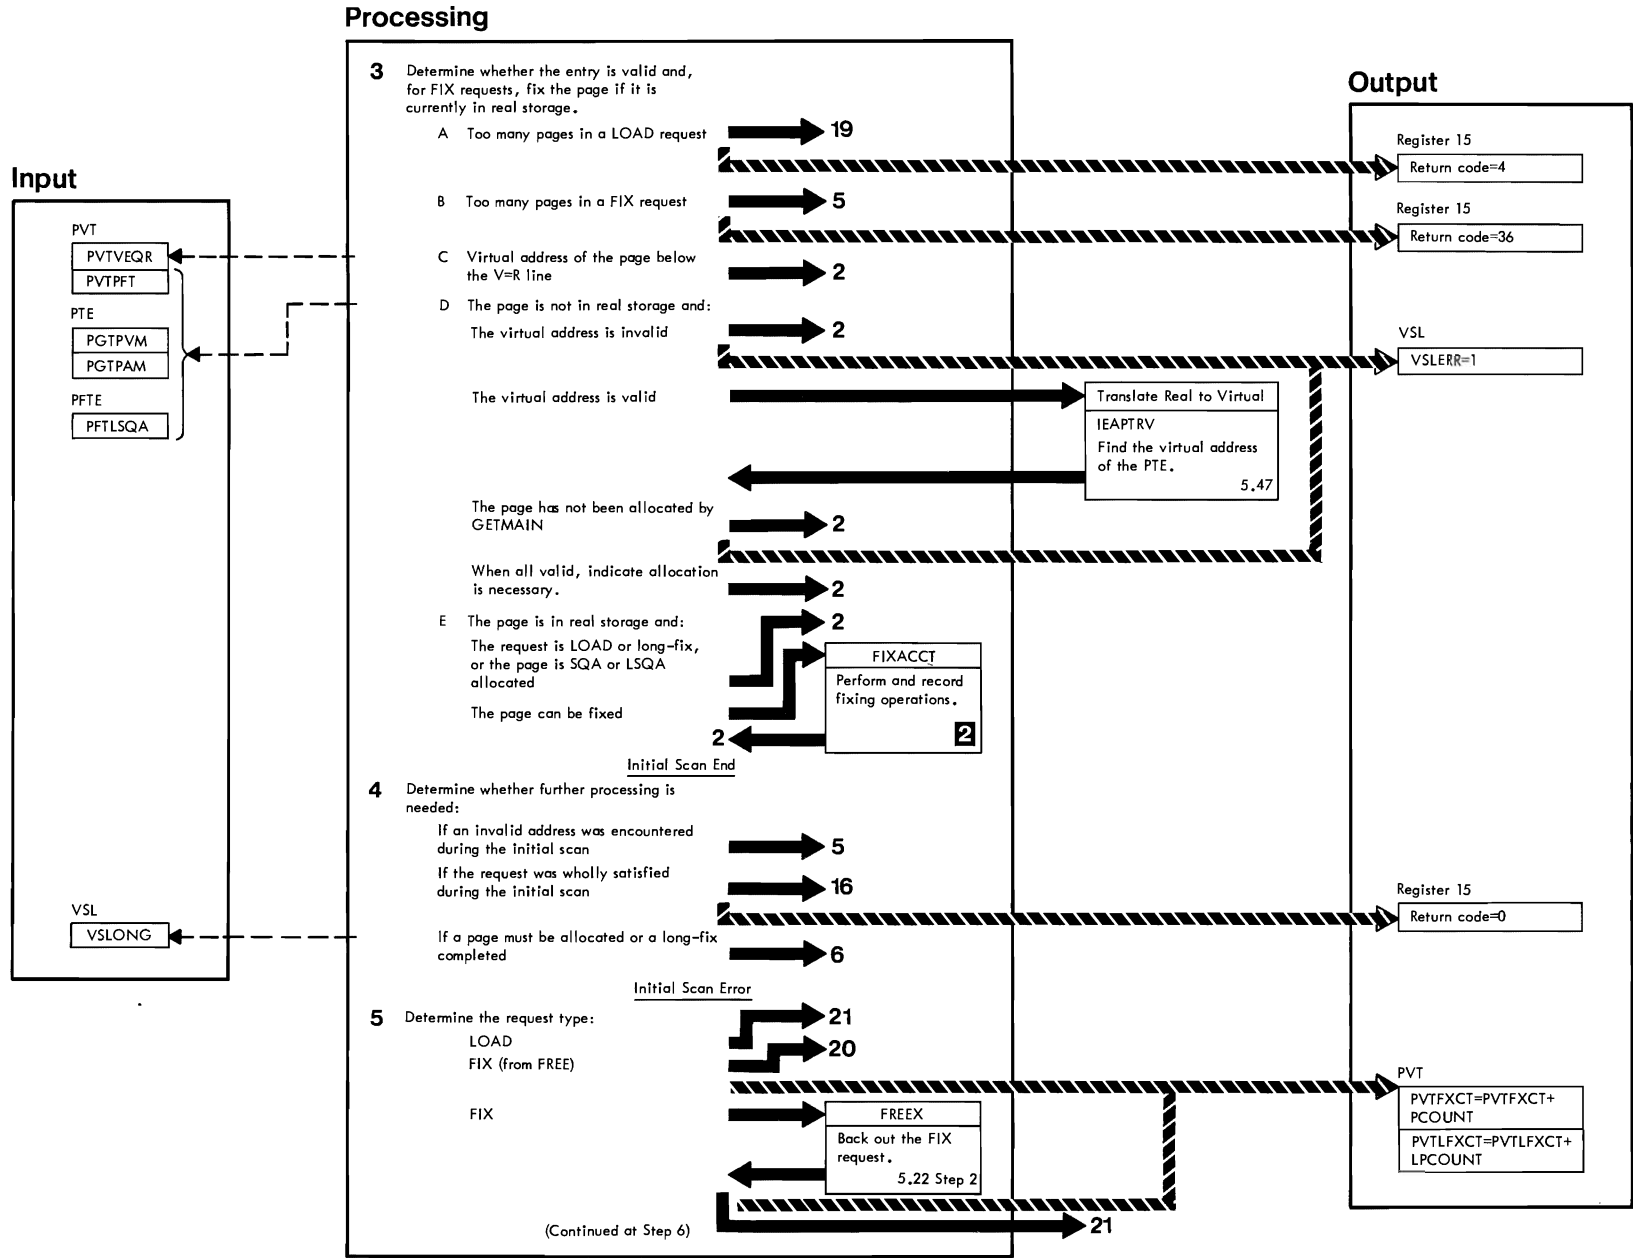 Processing
3 Determine whether the entry is valid and,
for FIX requests, fix the page if it is
currently in real storage.
A Too many pages in a LOAD request
19
B Too many pages in a FIX request
5
C Virtual address of the page below
the V=R line
2
D The page is not in real storage and:
The virtual address is invalid
2
The virtual address is valid
Translate Real to Virtual
IEAPTRV
Find the virtual address
of the PTE.
5.47
The page has not been allocated by
GETMAIN
2
When all valid, indicate allocation
is necessary.
2
E The page is in real storage and:
2
The request is LOAD or long-fix,
or the page is SQA or LSQA
allocated
The page can be fixed
FIXACCT
Perform and record
fixing operations.
2
2
Initial Scan End
4 Determine whether further processing is
needed:
If an invalid address was encountered
during the initial scan
5
If the request was wholly satisfied
during the initial scan
16
If a page must be allocated or a long-fix
completed
6
Initial Scan Error
5 Determine the request type:
21
LOAD
20
FIX (from FREE)
FIX
FREEX
Back out the FIX
request.
5.22 Step 2
(Continued at Step 6)
21
Input
PVT
PVTVEQR
PVTPFT
PTE
PGTPVM
PGTPAM
PFTE
PFTLSQA
VSL
VSLONG
Output
Register 15
Return code=4
Register 15
Return code=36
VSL
VSLERR=1
Register 15
Return code=0
PVT
PVTFXCT=PVTFXCT+
PCOUNT
PVTLFXCT=PVTLFXCT+
LPCOUNT